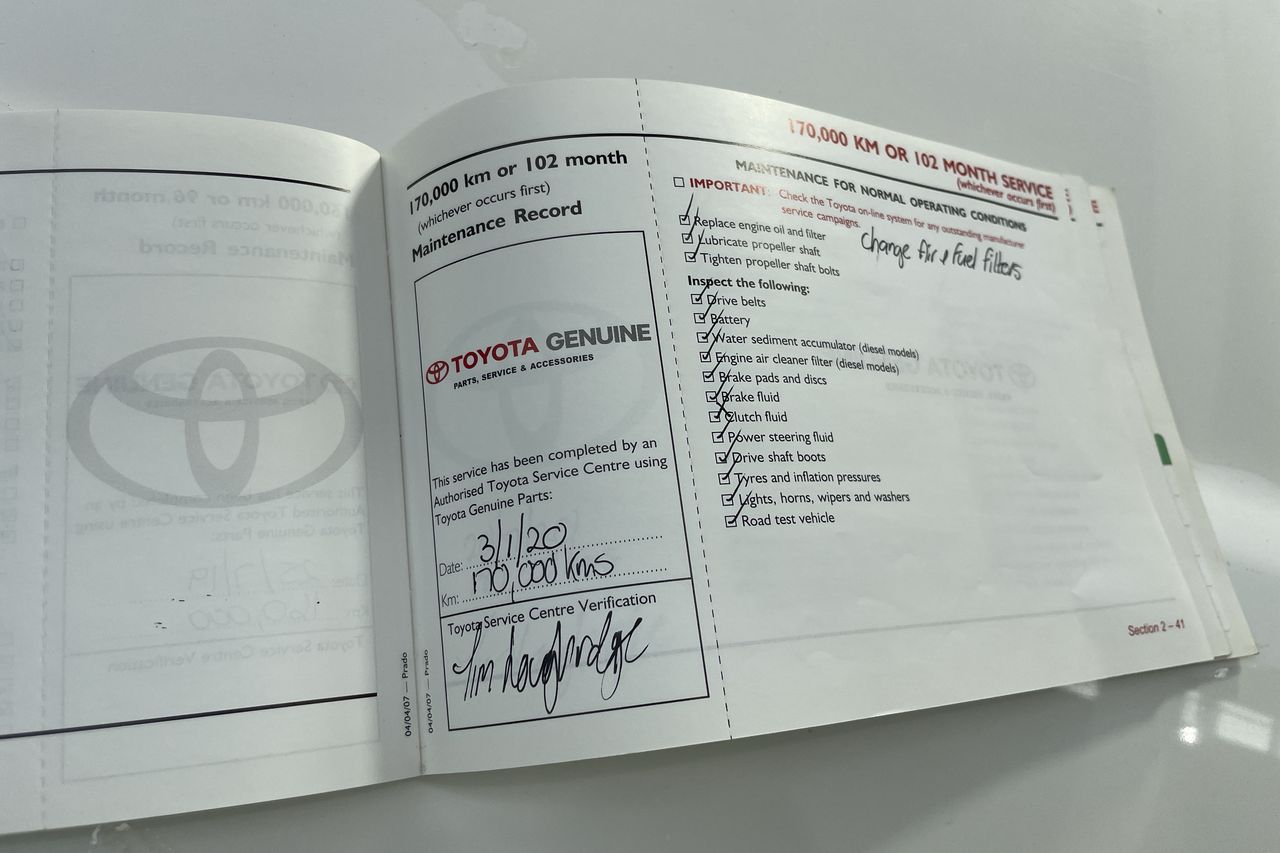 170,000 km or 102 month
(whichever occurs first)
Maintenance Record
TOYOTA GENUINE
PARTS, SERVICE & ACCESSORIES
This service has been completed by an
Authorised Toyota Service Centre using
Toyota Genuine Parts:
Date: 3/1/20
Km: 170,000 kms
Toyota Service Centre Verification
Tim
04/04/07 — Prado
04/04/07 — Prado
170,000 KM OR 102 MONTH SERVICE
(whichever occurs first)
MAINTENANCE FOR NORMAL OPERATING CONDITIONS
IMPORTANT: Check the Toyota on-line system for any outstanding manufacturer
service campaigns.
Replace engine oil and filter
Change Air & Fuel filters
Lubricate propeller shaft
Tighten propeller shaft bolts
Inspect the following:
Drive belts
Battery
Water sediment accumulator (diesel models)
Engine air cleaner filter (diesel models)
Brake pads and discs
Brake fluid
Clutch fluid
Power steering fluid
Drive shaft boots
Tyres and inflation pressures
Lights, horns, wipers and washers
Road test vehicle
Section 2 – 41